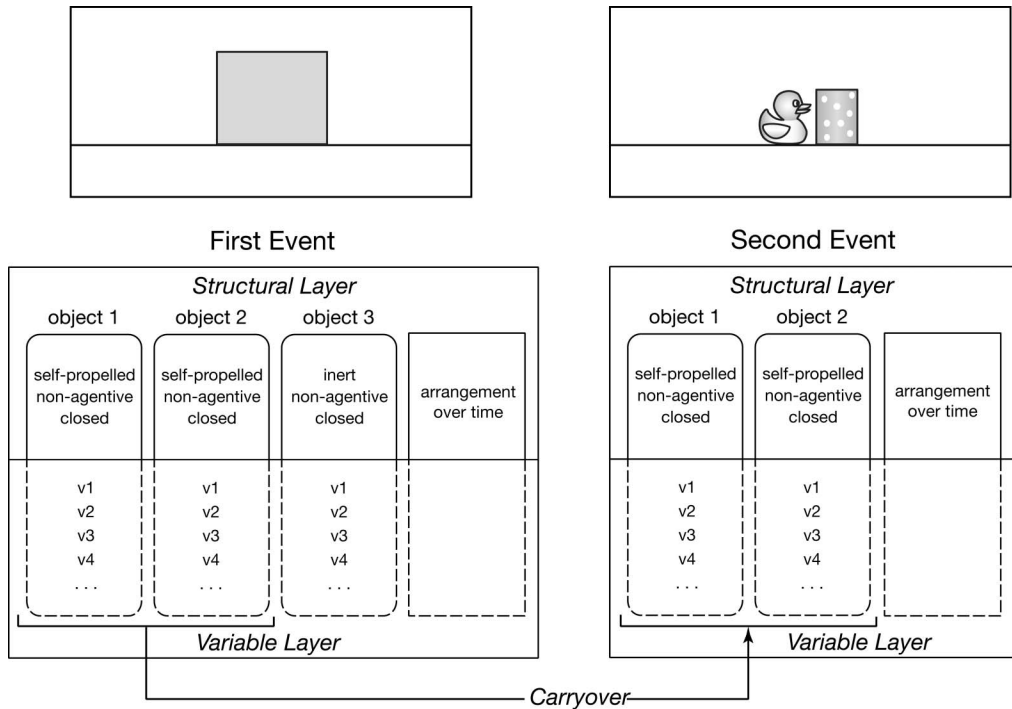 First Event
Structural Layer
object 1 object 2 object 3
self-propelled self-propelled inert arrangement
non-agentive non-agentive non-agentive over time
closed closed closed
v1 v1 v1
v2 v2 v2
v3 v3 v3
v4 v4 v4
. . . . . . . . .
Variable Layer
Second Event
Structural Layer
object 1 object 2
self-propelled self-propelled arrangement
non-agentive non-agentive over time
closed closed
v1 v1
v2 v2
v3 v3
v4 v4
. . . . . .
Variable Layer
Carryover